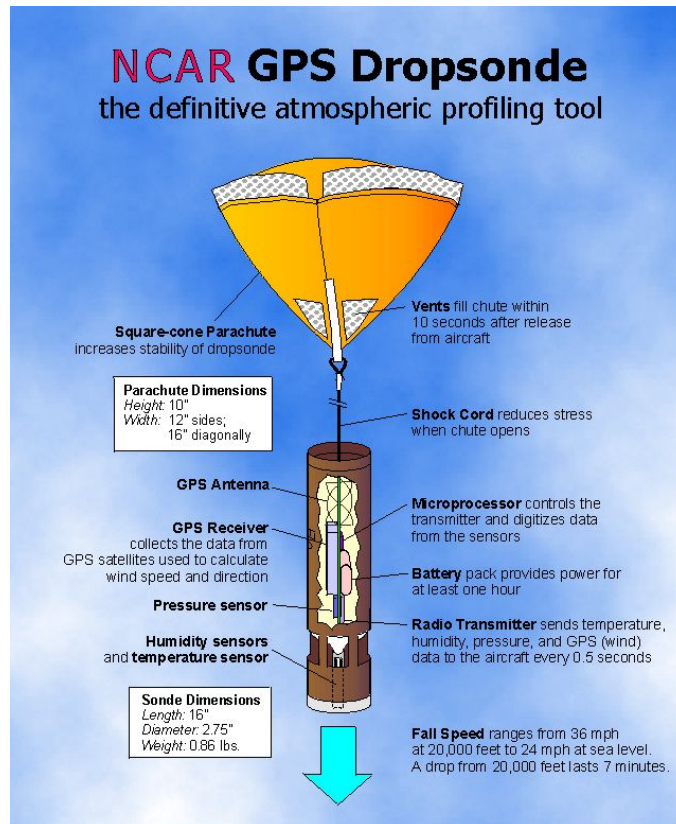 NCAR GPS Dropsonde
the definitive atmospheric profiling tool
Vents fill chute within
10 seconds after release
from aircraft
Square-cone Parachute
increases stability of dropsonde
Parachute Dimensions
Height: 10"
Width: 12" sides;
16" diagonally
Shock Cord reduces stress
when chute opens
GPS Antenna
Microprocessor controls the
transmitter and digitizes data
from the sensors
GPS Receiver
collects the data from
GPS satellites used to calculate
wind speed and direction
Battery pack provides power for
at least one hour
Pressure sensor
Radio Transmitter sends temperature,
humidity, pressure, and GPS (wind)
data to the aircraft every 0.5 seconds
Humidity sensors
and temperature sensor
Sonde Dimensions
Length: 16"
Diameter: 2.75"
Weight: 0.86 lbs.
Fall Speed ranges from 36 mph
at 20,000 feet to 24 mph at sea level.
A drop from 20,000 feet lasts 7 minutes.